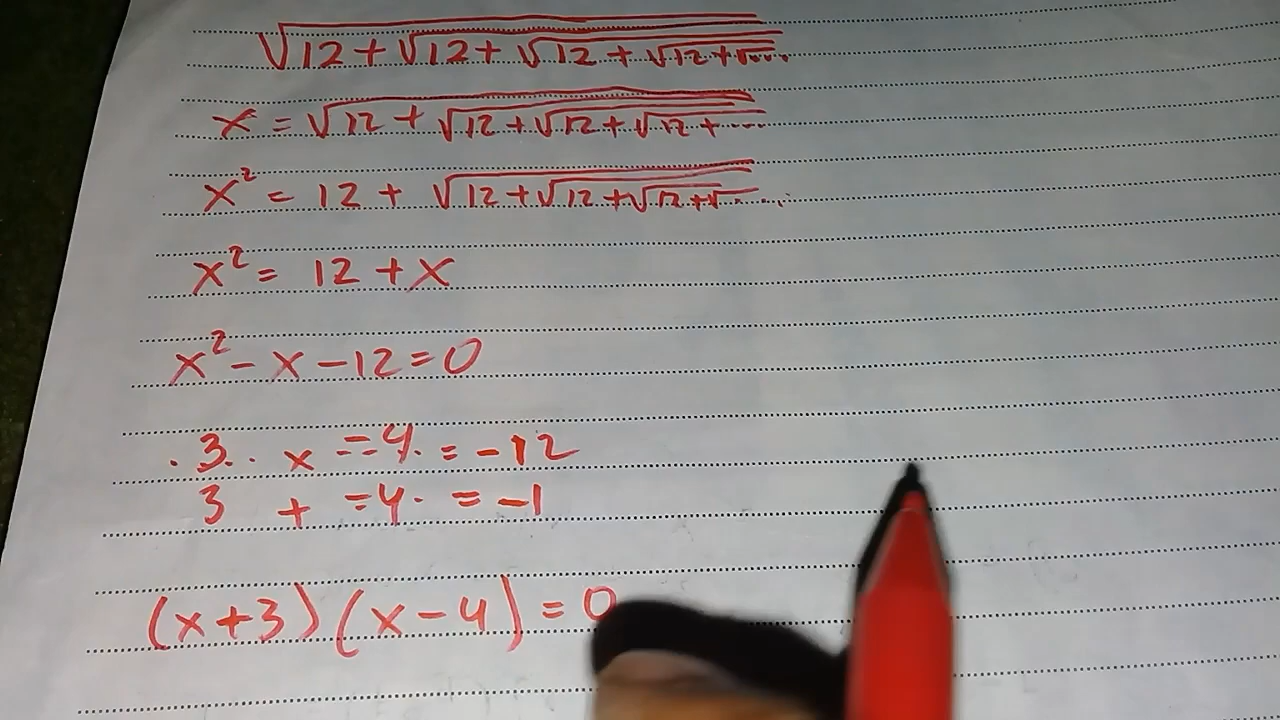 √12+√12+√12+√12+√....
x=√12+√12+√12+√12+....
x²=12+√12+√12+√12+√.....
x²=12+x
x²-x-12=0
.3.. x =-4.=-12
3 + =4.=-1
(x+3)(x-4)=0